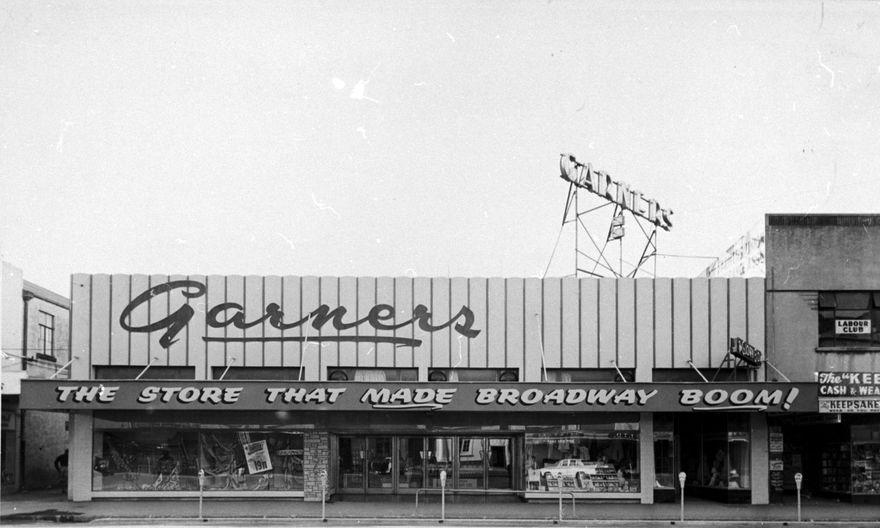 GARNERS
Garners
LABOUR
CLUB
THE STORE THAT MADE BROADWAY BOOM!
The "KEE
CASH & WEA
KEEPSAKE